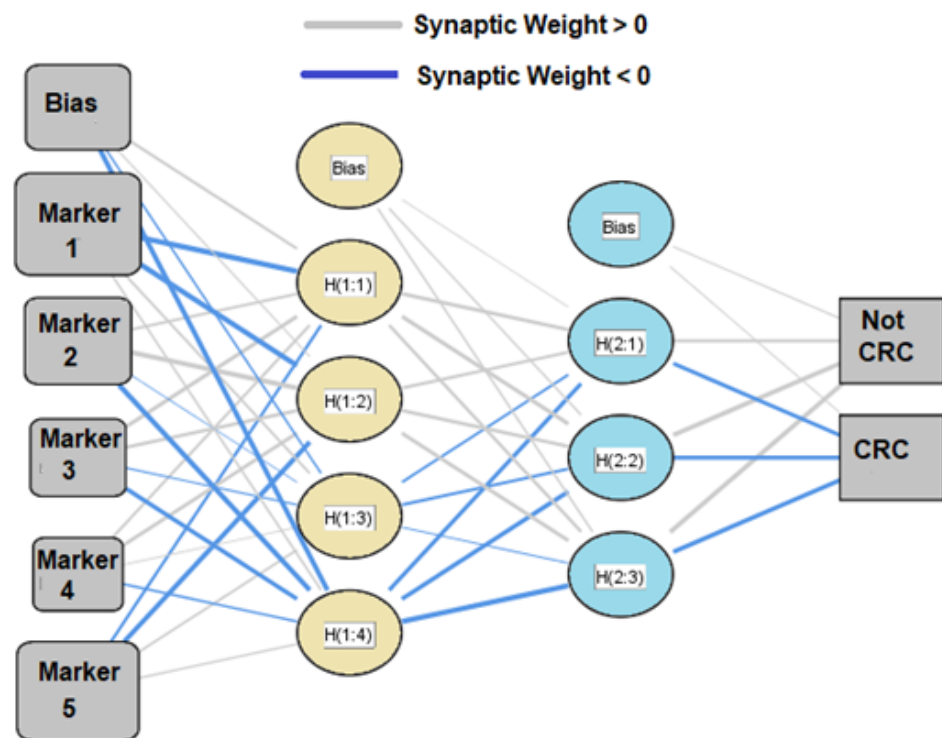 Synaptic Weight > 0
Synaptic Weight < 0
Bias
Marker
1
Marker
2
Marker
3
Marker
4
Marker
5
Bias
H(1:1)
H(1:2)
H(1:3)
H(1:4)
Bias
H(2:1)
H(2:2)
H(2:3)
Not
CRC
CRC